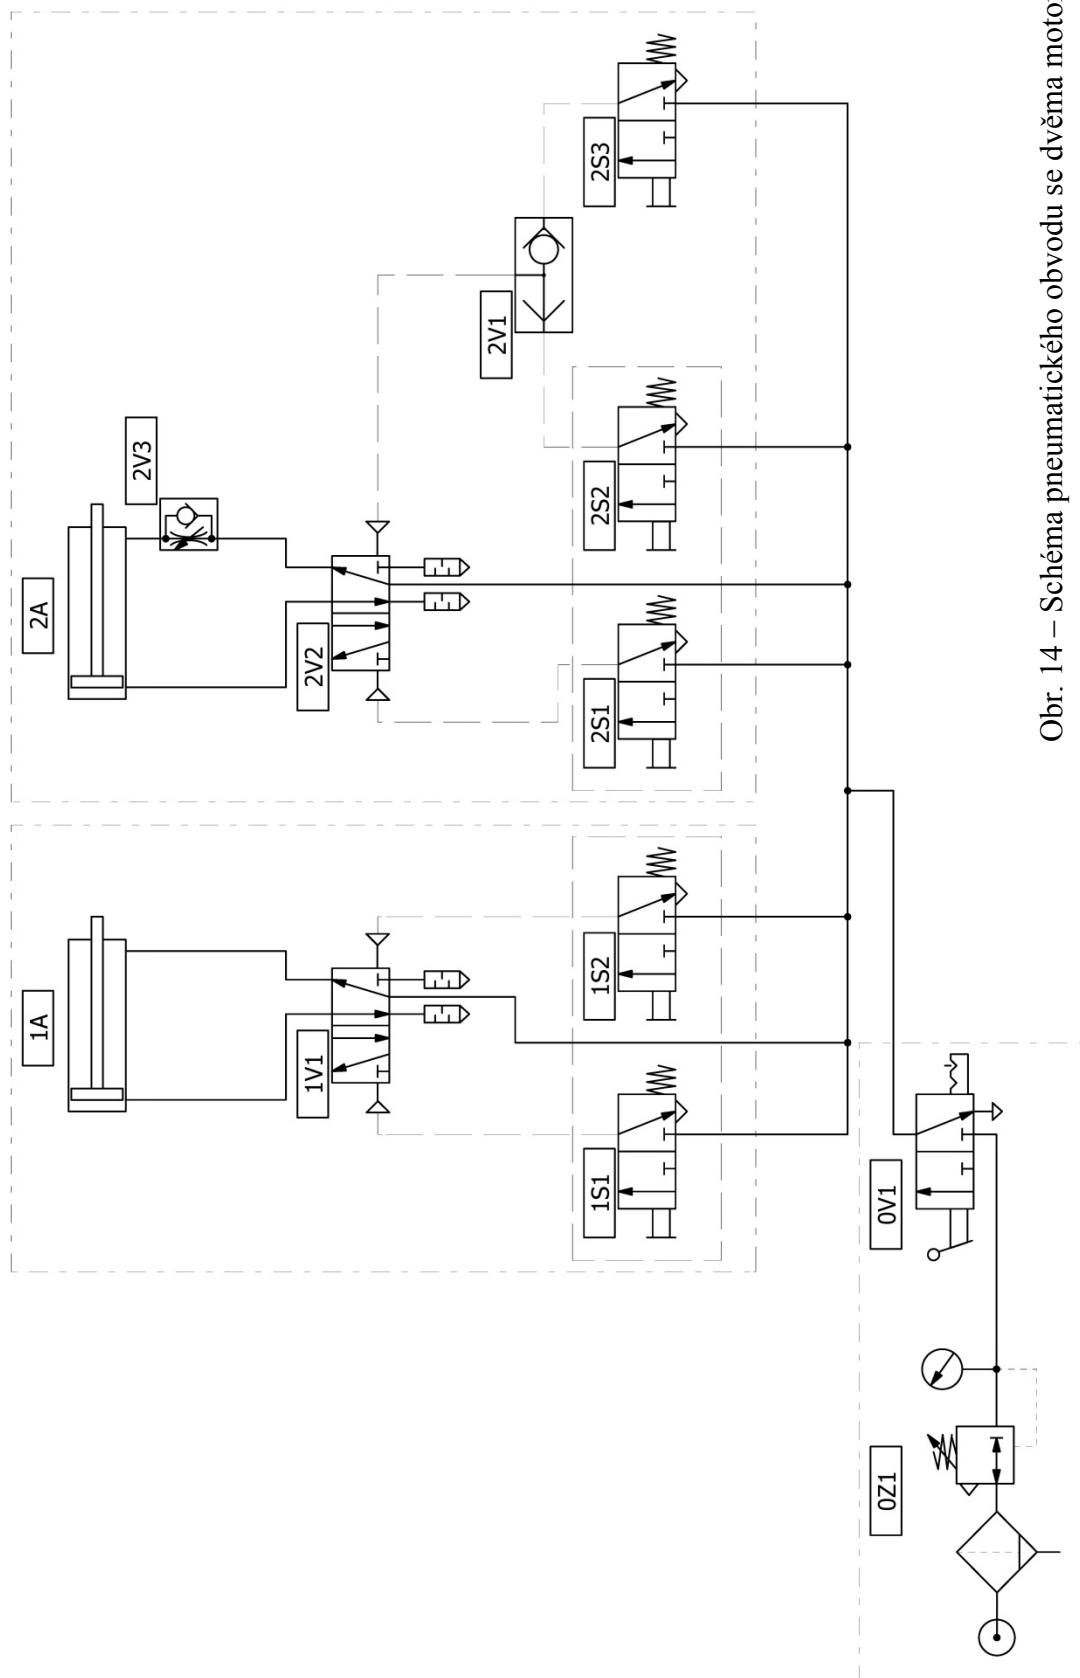 1A
2A
2V3
1V1
2V2
2V1
1S1
1S2
2S1
2S2
2S3
0Z1
0V1
Obr. 14 – Schéma pneumatického obvodu se dvěma